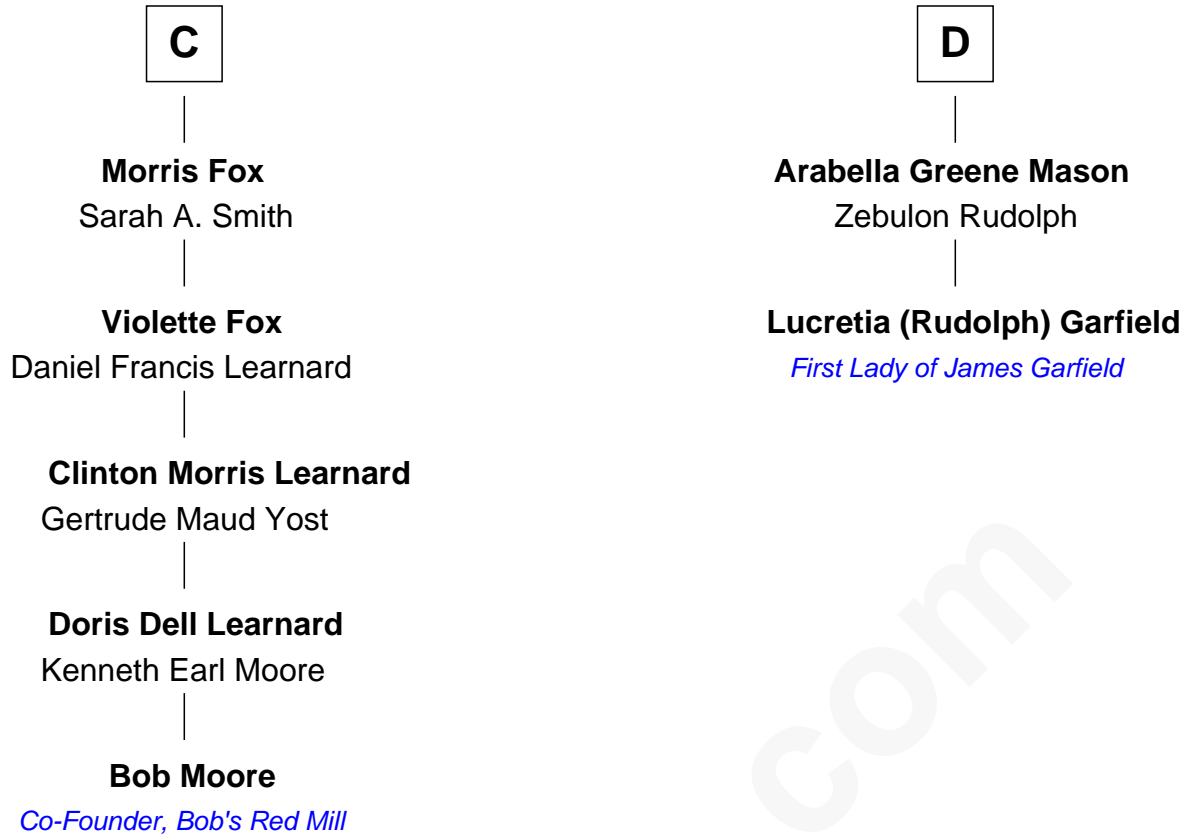 C
Morris Fox
Sarah A. Smith
Violette Fox
Daniel Francis Learnard
Clinton Morris Learnard
Gertrude Maud Yost
Doris Dell Learnard
Kenneth Earl Moore
Bob Moore
Co-Founder, Bob's Red Mill
D
Arabella Greene Mason
Zebulon Rudolph
Lucretia (Rudolph) Garfield
First Lady of James Garfield
com